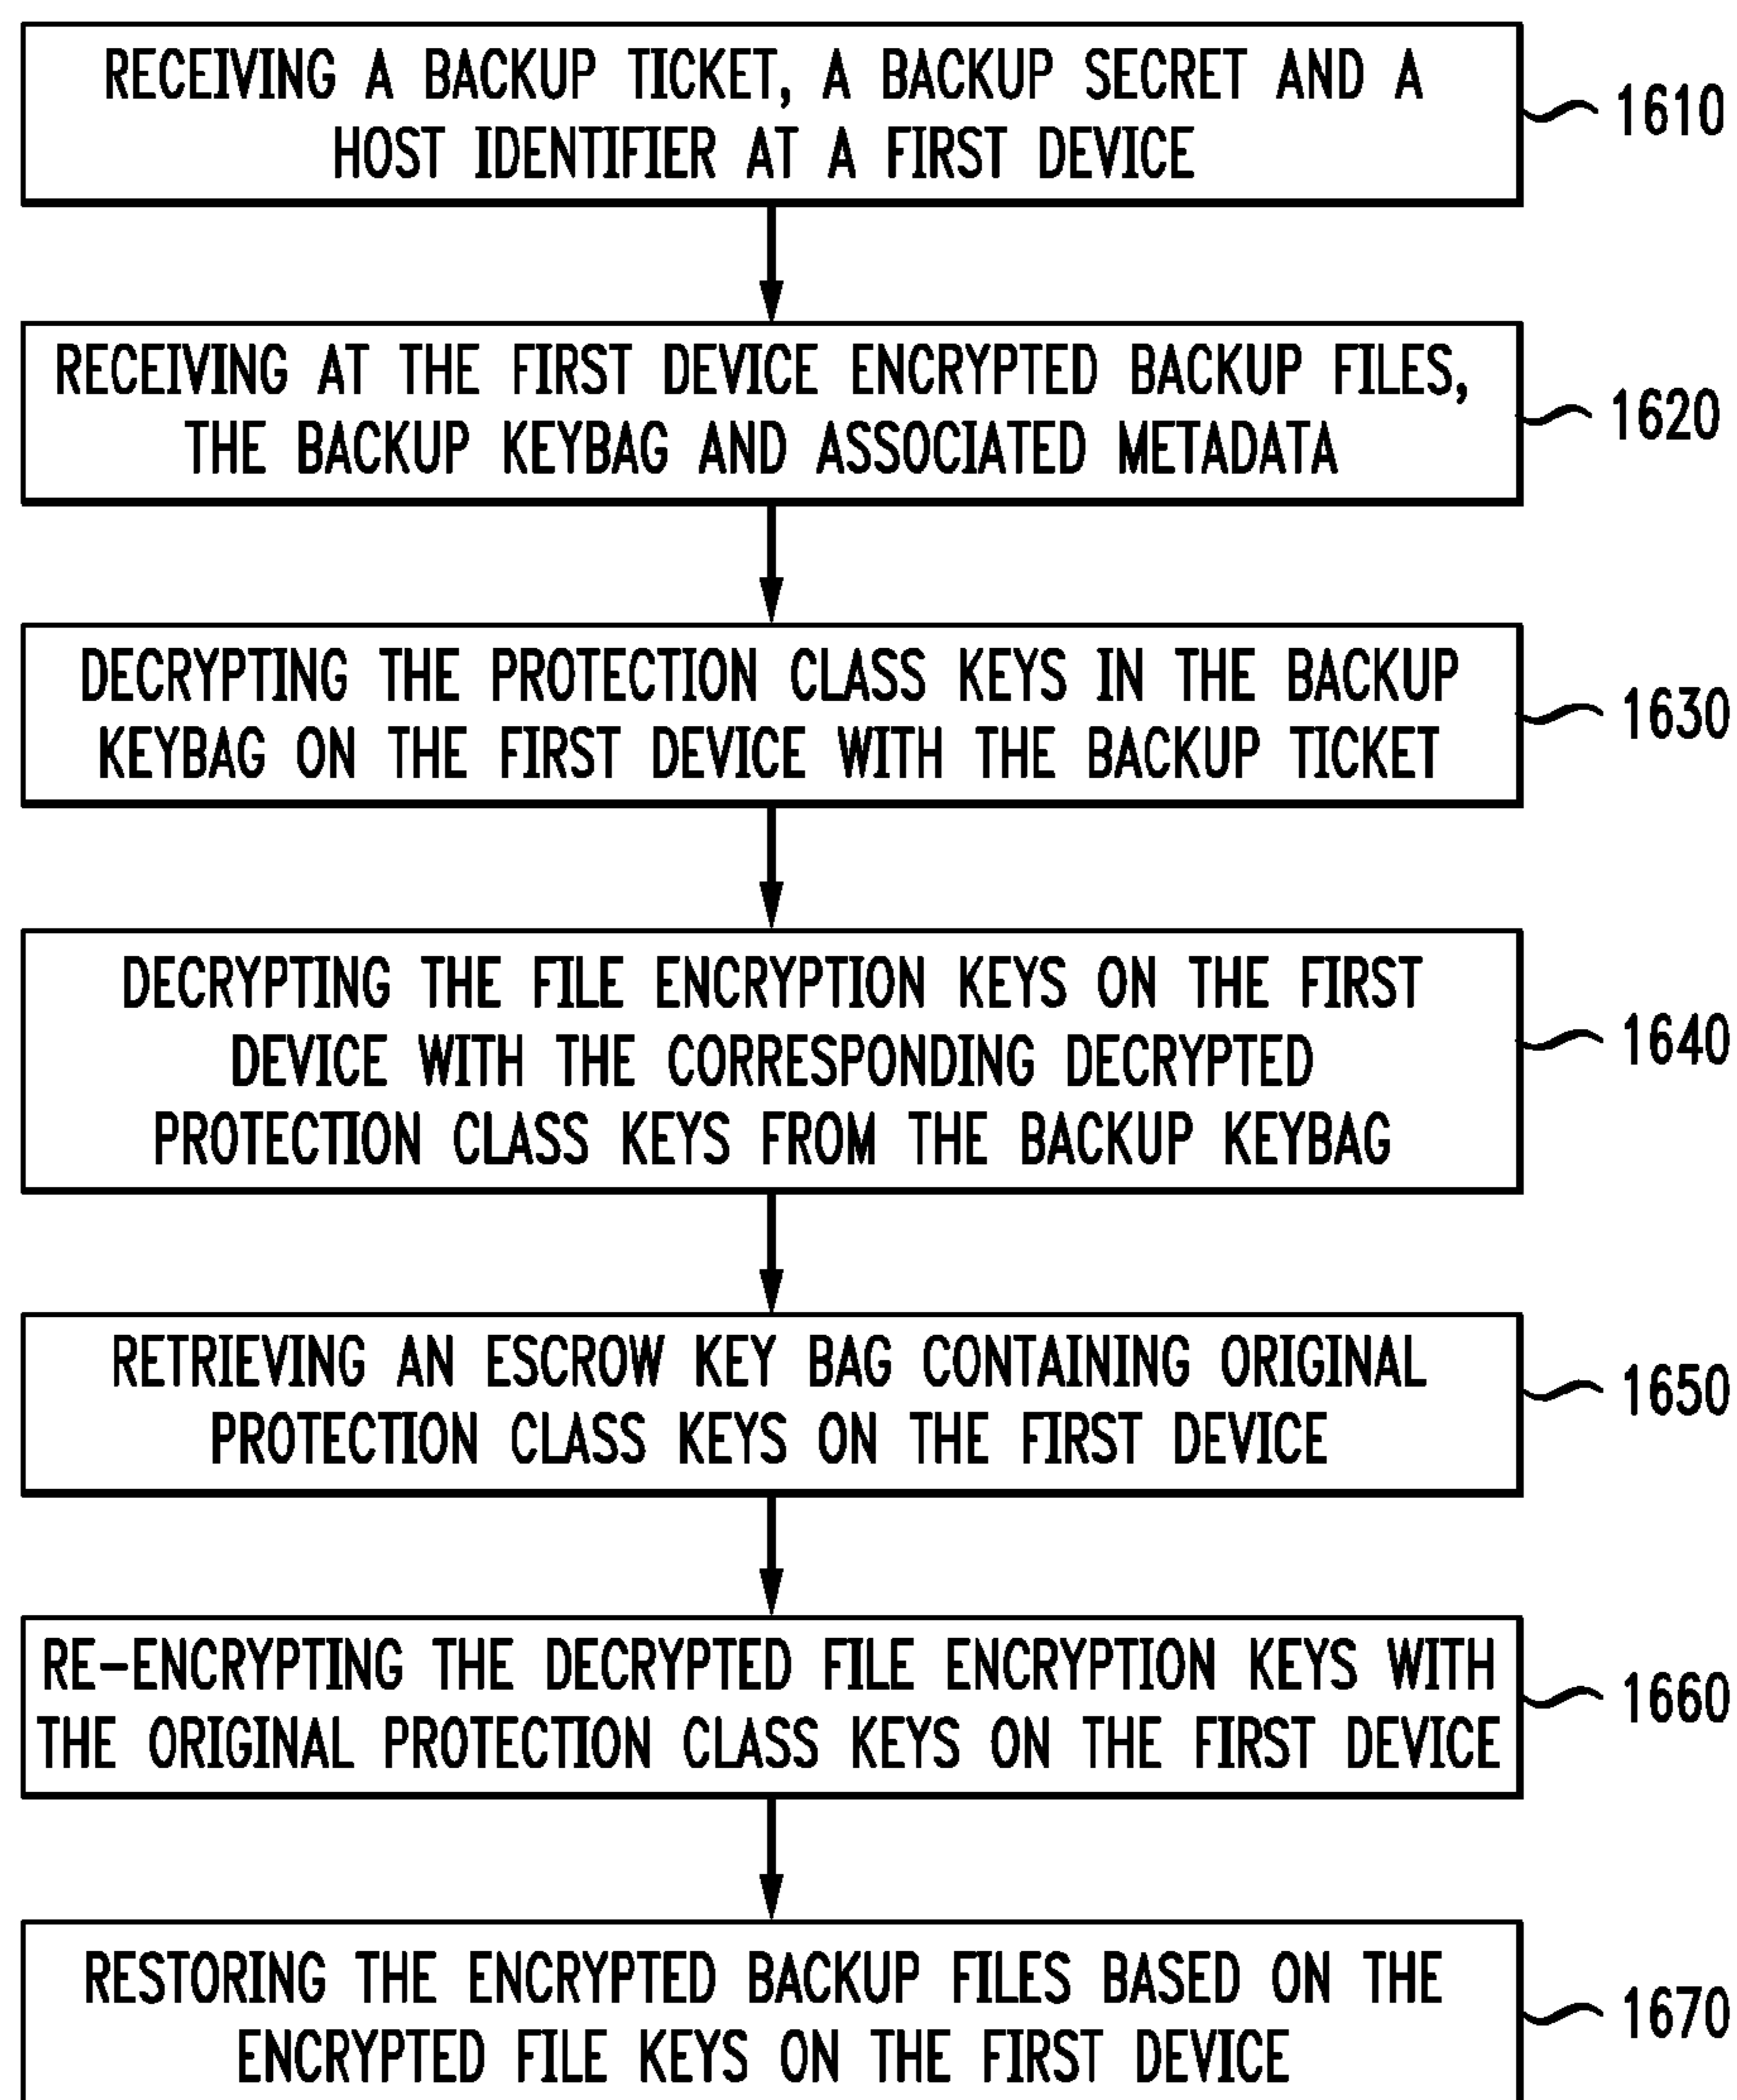 RECEIVING A BACKUP TICKET, A BACKUP SECRET AND A
HOST IDENTIFIER AT A FIRST DEVICE
1610
RECEIVING AT THE FIRST DEVICE ENCRYPTED BACKUP FILES,
THE BACKUP KEYBAG AND ASSOCIATED METADATA
1620
DECRYPTING THE PROTECTION CLASS KEYS IN THE BACKUP
KEYBAG ON THE FIRST DEVICE WITH THE BACKUP TICKET
1630
DECRYPTING THE FILE ENCRYPTION KEYS ON THE FIRST
DEVICE WITH THE CORRESPONDING DECRYPTED
PROTECTION CLASS KEYS FROM THE BACKUP KEYBAG
1640
RETRIEVING AN ESCROW KEY BAG CONTAINING ORIGINAL
PROTECTION CLASS KEYS ON THE FIRST DEVICE
1650
RE-ENCRYPTING THE DECRYPTED FILE ENCRYPTION KEYS WITH
THE ORIGINAL PROTECTION CLASS KEYS ON THE FIRST DEVICE
1660
RESTORING THE ENCRYPTED BACKUP FILES BASED ON THE
ENCRYPTED FILE KEYS ON THE FIRST DEVICE
1670